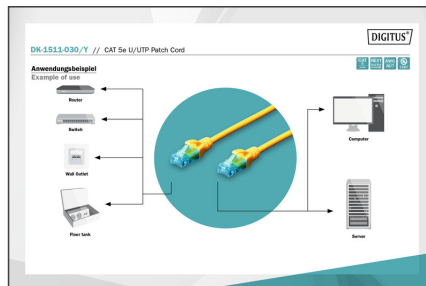 DIGITUS®
DK-1511-030/Y // CAT 5e U/UTP Patch Cord
Anwendungsbeispiel
Example of use
Router
Switch
Wall Outlet
Floor tank
Computer
Server